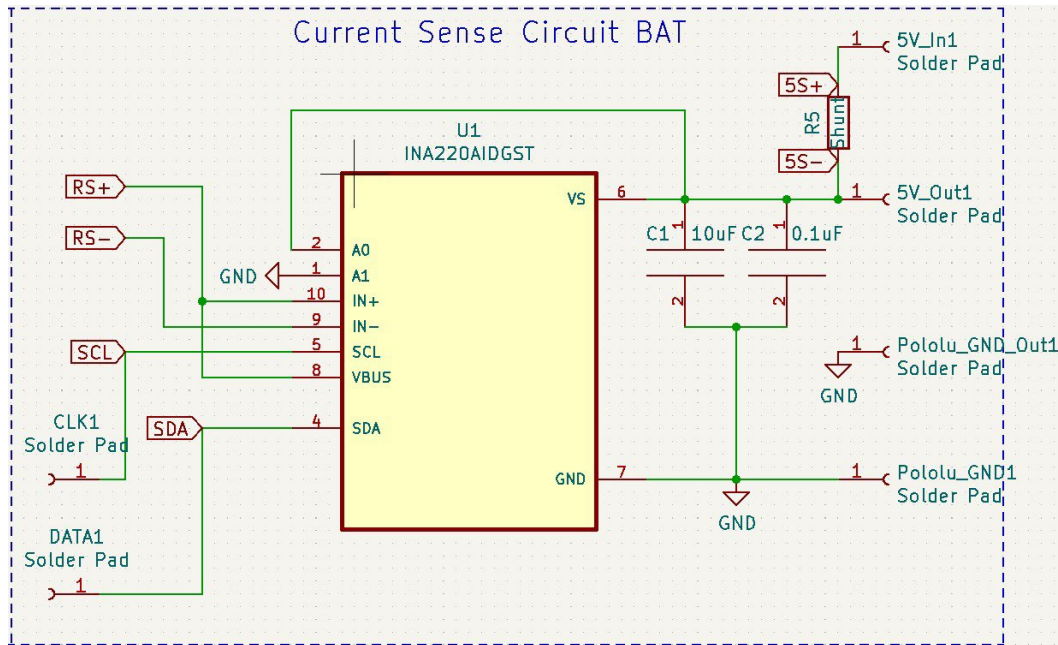 Current Sense Circuit BAT
1
5V_In1
Solder Pad
5S+
R5
Shunt
5S-
U1
INA220AIDGST
RS+
VS
6
1
5V_Out1
Solder Pad
RS-
C1
1
10uF
C2
1
0.1uF
2
A0
GND
1
A1
10
IN+
2
2
9
IN-
SCL
5
SCL
1
Pololu_GND_Out1
Solder Pad
8
VBUS
GND
CLK1
Solder Pad
SDA
4
SDA
1
GND
7
1
Pololu_GND1
Solder Pad
GND
DATA1
Solder Pad
1